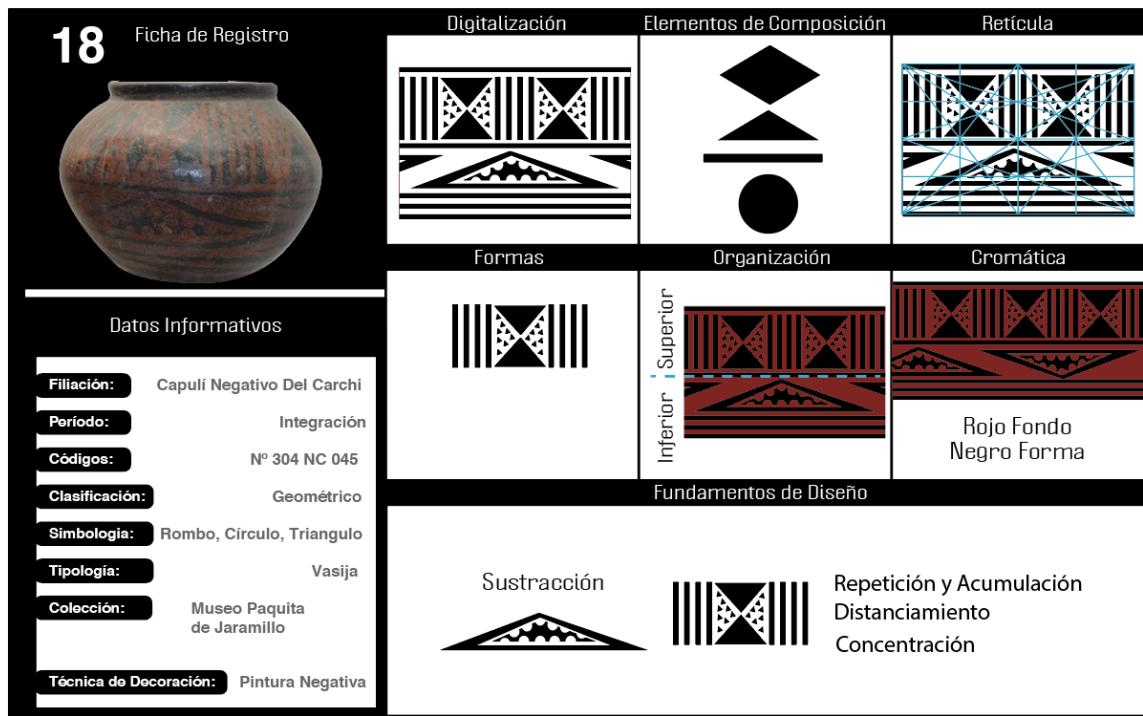 18
Ficha de Registro
Datos Informativos
Filiación: Capulí Negativo Del Carchi
Período: Integración
Códigos: Nº 304 NC 045
Clasificación: Geométrico
Simbologia: Rombo, Círculo, Triangulo
Tipología: Vasija
Colección: Museo Paquita
de Jaramillo
Técnica de Decoración: Pintura Negativa
Digitalización
Elementos de Composición
Retícula
Formas
Organización
Superior
Inferior
Cromática
Rojo Fondo
Negro Forma
Fundamentos de Diseño
Sustracción
Repetición y Acumulación
Distanciamiento
Concentración